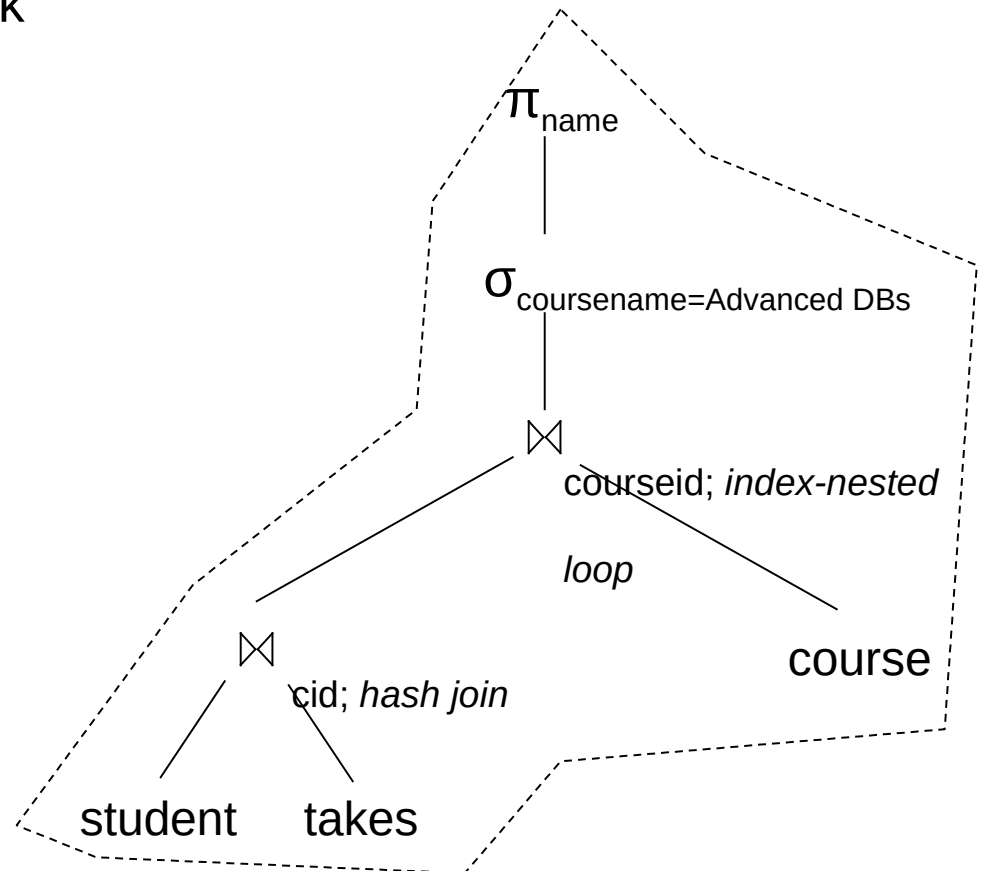 k
π name
σ coursename=Advanced DBs
⋈
courseid; index-nested
loop
⋈
course
cid; hash join
student takes